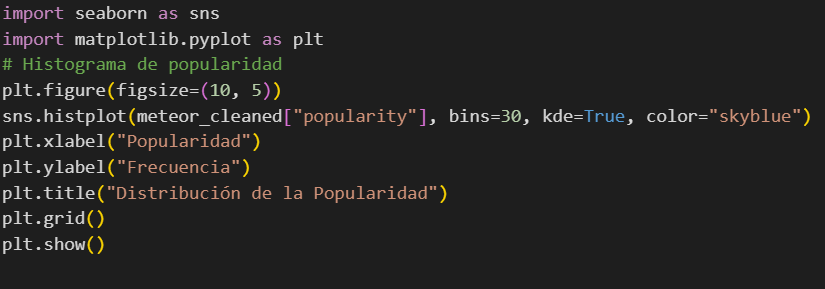 import seaborn as sns
import matplotlib.pyplot as plt
# Histograma de popularidad
plt.figure(figsize=(10, 5))
sns.histplot(meteor_cleaned["popularity"], bins=30, kde=True, color="skyblue")
plt.xlabel("Popularidad")
plt.ylabel("Frecuencia")
plt.title("Distribución de la Popularidad")
plt.grid()
plt.show()